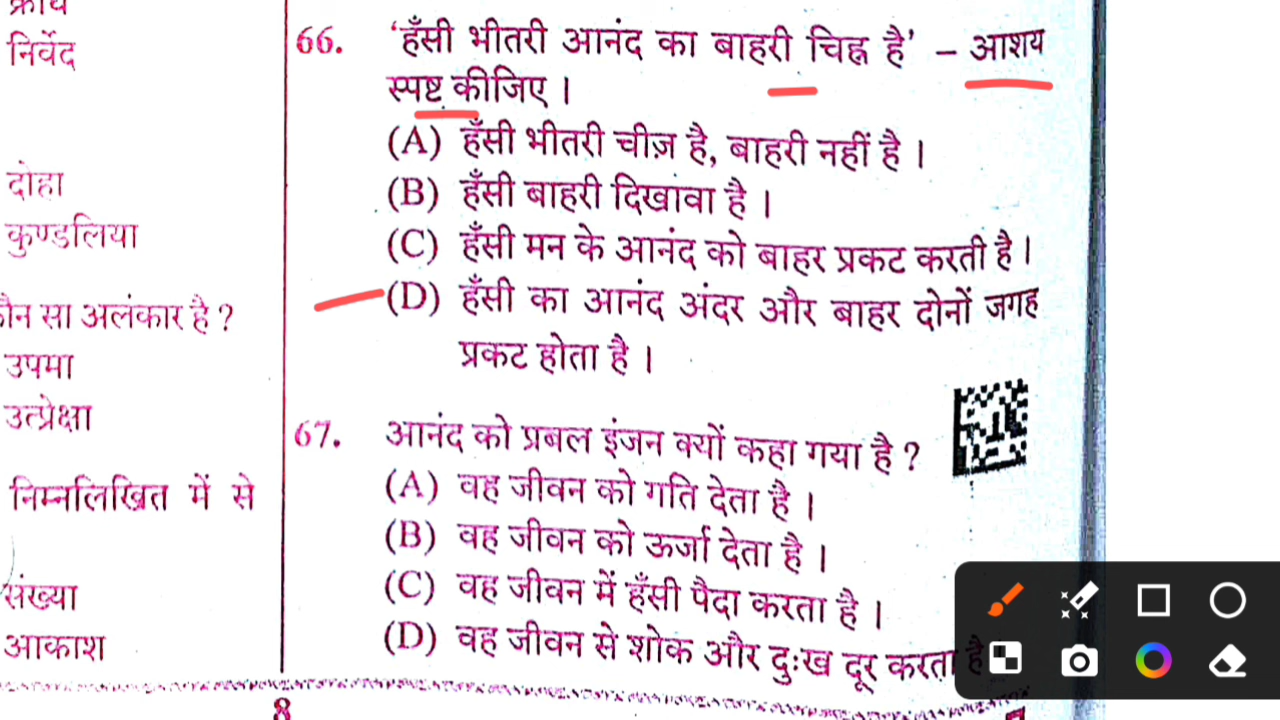 निर्वेद
दोहा
कुण्डलिया
सा अलंकार है ?
उपमा
उत्प्रेक्षा
निम्नलिखित में से
संख्या
आकाश
66. ‘हँसी भीतरी आनंद का बाहरी चिह्न है’ – आशय
स्पष्ट कीजिए ।
(A) हँसी भीतरी चीज़ है, बाहरी नहीं है ।
(B) हँसी बाहरी दिखावा है ।
(C) हँसी मन के आनंद को बाहर प्रकट करती है ।
(D) हँसी का आनंद अंदर और बाहर दोनों जगह
प्रकट होता है ।
67. आनंद को प्रबल इंजन क्यों कहा गया है ?
(A) वह जीवन को गति देता है ।
(B) वह जीवन को ऊर्जा देता है ।
(C) वह जीवन में हँसी पैदा करता है ।
(D) वह जीवन से शोक और दुःख दूर करता है
8